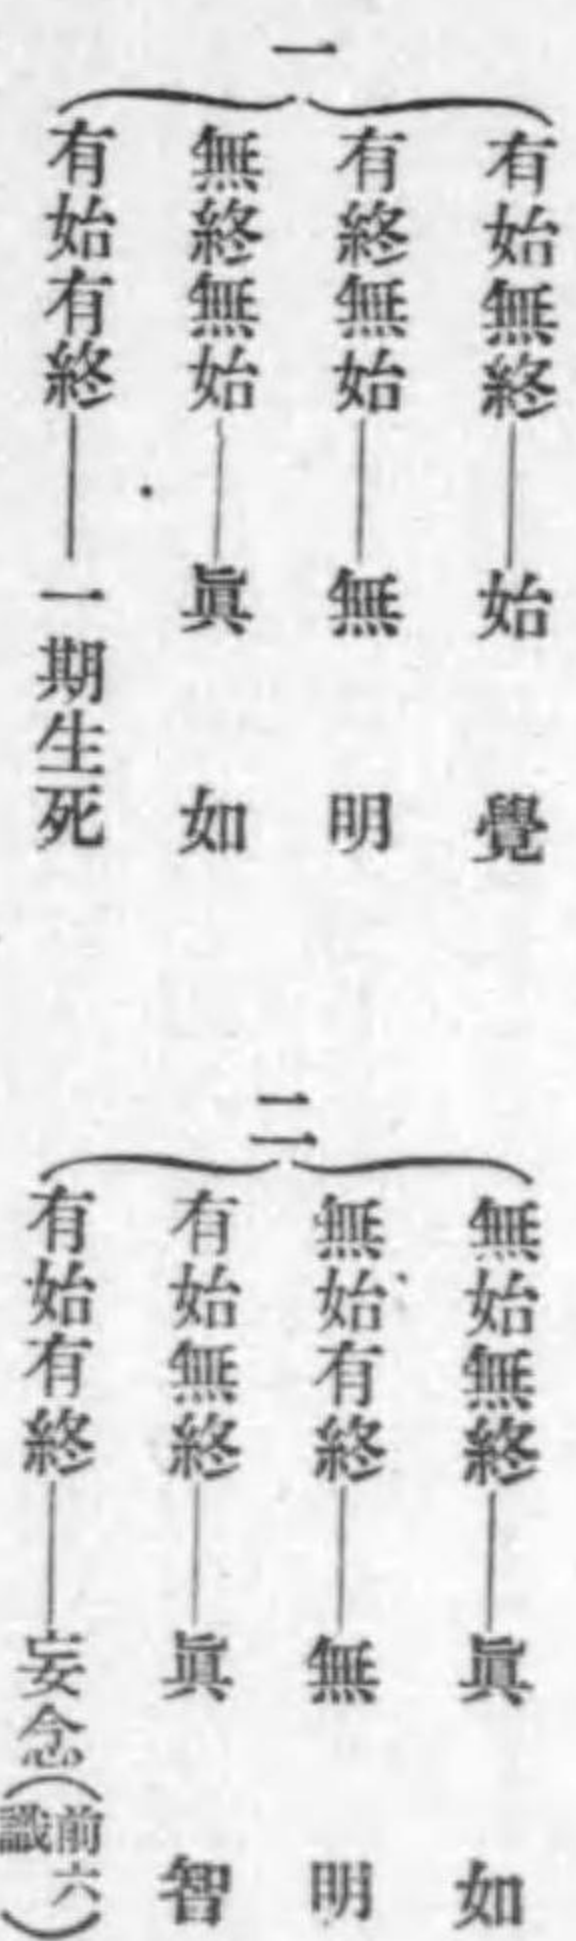 一
有始無終——始覺
有終無始——無明
無終無始——眞如
有始有終——一期生死
二
無始無終——眞如
無始有終——無明
有始無終——眞智
有始有終——妄念（前六識）